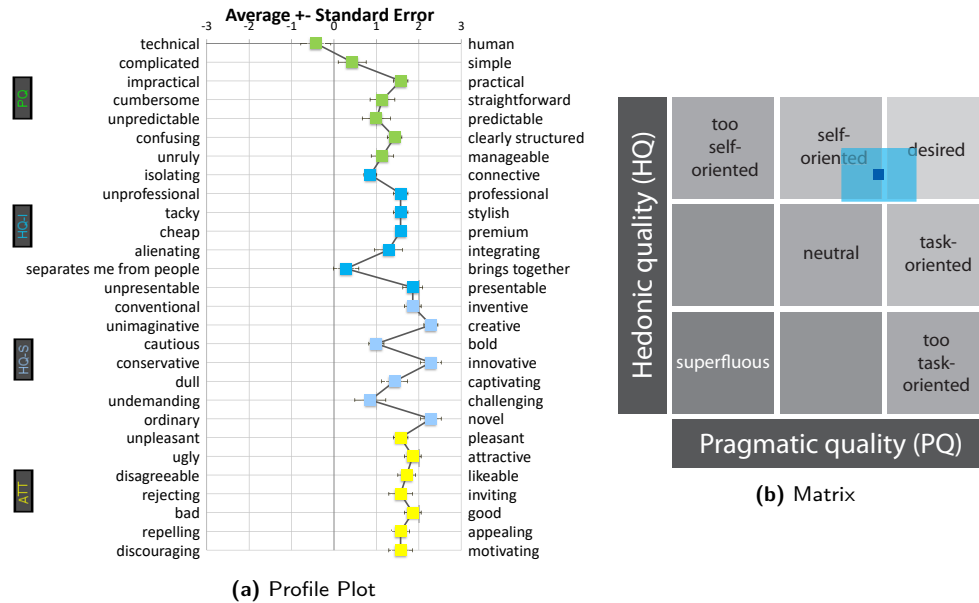 Average +- Standard Error
-3 -2 -1 0 1 2 3
technical human
complicated simple
impractical practical
cumbersome straightforward
unpredictable predictable
confusing clearly structured
unruly manageable
isolating connective
unprofessional professional
tacky stylish
cheap premium
alienating integrating
separates me from people brings together
unpresentable presentable
conventional inventive
unimaginative creative
cautious bold
conservative innovative
dull captivating
undemanding challenging
ordinary novel
unpleasant pleasant
ugly attractive
disagreeable likeable
rejecting inviting
bad good
repelling appealing
discouraging motivating
PQ
HQ-I
HQ-S
ATT
(a) Profile Plot
Hedonic quality (HQ)
too
self-
oriented
self-
oriented
desired
neutral
task-
oriented
superfluous
too
task-
oriented
Pragmatic quality (PQ)
(b) Matrix